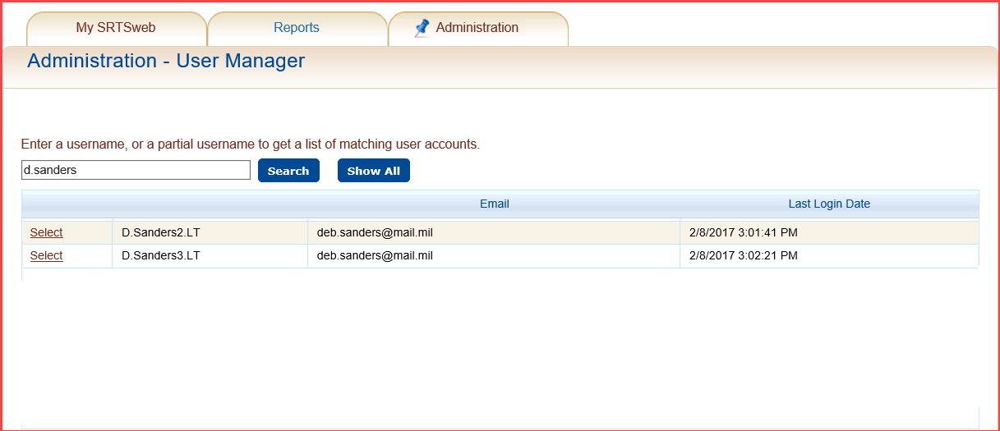 My SRTSweb Reports Administration
Administration - User Manager
Enter a username, or a partial username to get a list of matching user accounts.
d.sanders Search Show All
Email Last Login Date
Select D.Sanders2.LT deb.sanders@mail.mil 2/8/2017 3:01:41 PM
Select D.Sanders3.LT deb.sanders@mail.mil 2/8/2017 3:02:21 PM